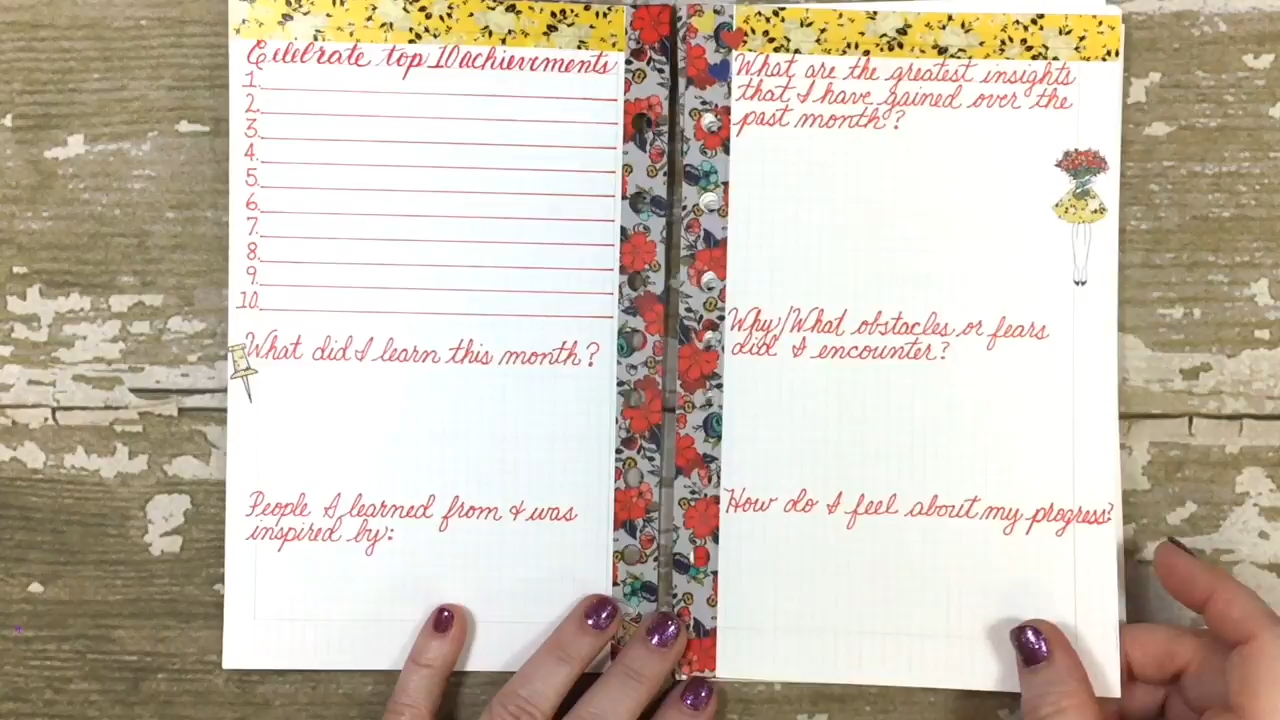 Celebrate top 10 achievements
1.
2.
3.
4.
5.
6.
7.
8.
9.
10.
What did I learn this month?
People I learned from & was
inspired by:
What are the greatest insights
that I have gained over the
past month?
Why/What obstacles or fears
did I encounter?
How do I feel about my progress?